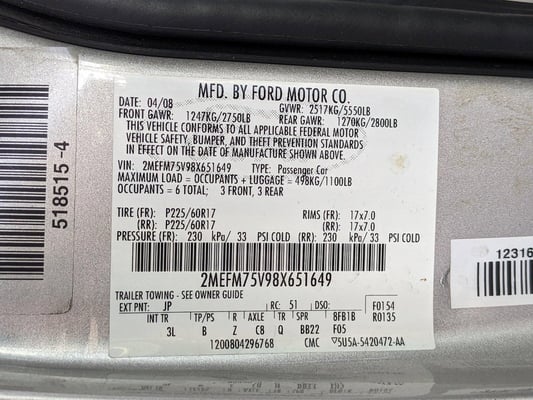 MFD. BY FORD MOTOR CO.
DATE: 04/08 GVWR: 2517KG/5550LB
FRONT GAWR: 1247KG/2750LB REAR GAWR: 1270KG/2800LB
THIS VEHICLE CONFORMS TO ALL APPLICABLE FEDERAL MOTOR
VEHICLE SAFETY, BUMPER, AND THEFT PREVENTION STANDARDS
IN EFFECT ON THE DATE OF MANUFACTURE SHOWN ABOVE.
VIN: 2MEFM75V98X651649 TYPE: Passenger Car
MAXIMUM LOAD = OCCUPANTS + LUGGAGE = 498KG/1100LB
OCCUPANTS = 6 TOTAL; 3 FRONT, 3 REAR
TIRE (FR): P225/60R17 RIMS (FR): 17x7.0
(RR): P225/60R17 (RR): 17x7.0
PRESSURE (FR): 230 kPa/ 33 PSI COLD (RR): 230 kPa/ 33 PSI COLD
2MEFM75V98X651649
TRAILER TOWING - SEE OWNER GUIDE
EXT PNT: JP RC: 51 DSO: F0154
INT TR TP/PS R AXLE TR SPR 8FB1B R0135
3L B Z C8 Q BB22 F05
1200804296768 CMC 5U5A-5420472-AA
518515-4
12316